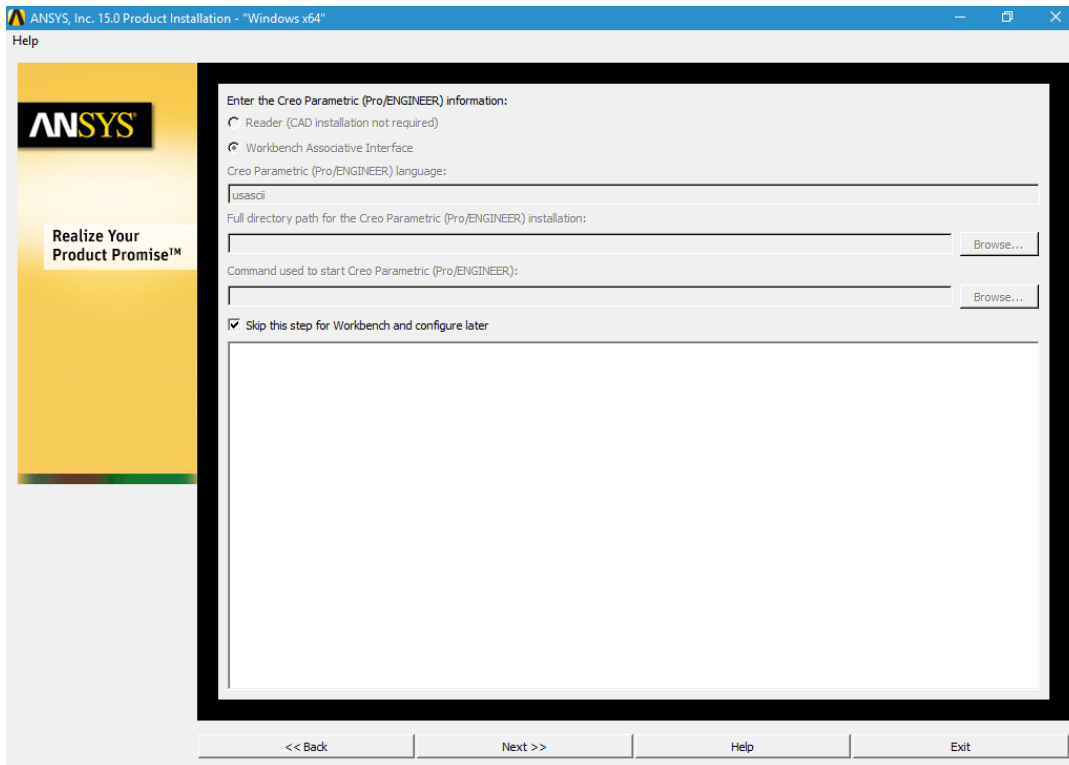 ANSYS, Inc. 15.0 Product Installation - "Windows x64"
Help
ANSYS®
Realize Your
Product Promise™
Enter the Creo Parametric (Pro/ENGINEER) information:
Reader (CAD installation not required)
Workbench Associative Interface
Creo Parametric (Pro/ENGINEER) language:
usascii
Full directory path for the Creo Parametric (Pro/ENGINEER) installation:
Browse...
Command used to start Creo Parametric (Pro/ENGINEER):
Browse...
Skip this step for Workbench and configure later
<< Back
Next >>
Help
Exit